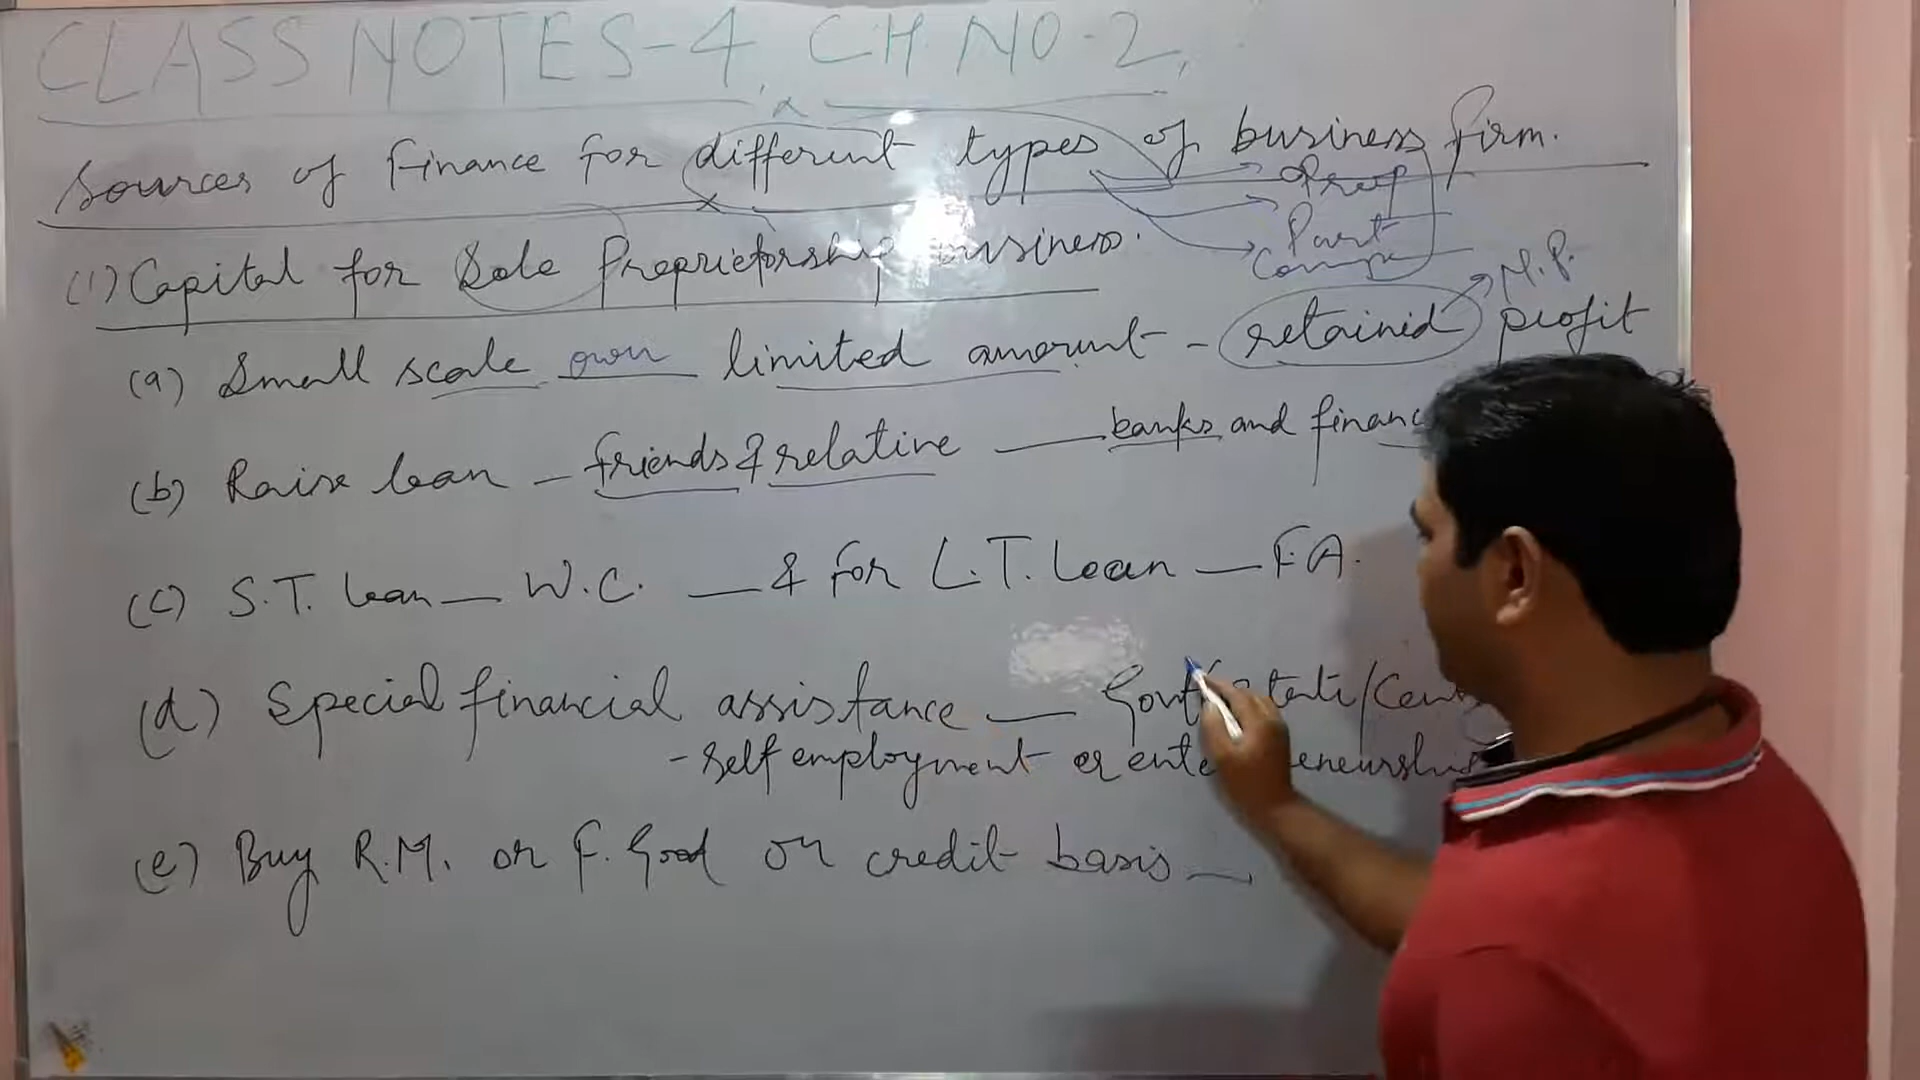 CLASS NOTES-4, CH NO-2,
Sources of Finance for different types of business firm.
Prop
Part
Comp
(1) Capital for Sole Proprietorship business.
N.P.
(a) Small scale own limited amount - retained profit
(b) Raise loan - friends & relative — banks and financ
(c) S.T. loan — W.C. — & for L.T. loan — F.A.
(d) Special financial assistance — Govt State/Cent
- Self employment or ente eneurship
(e) Buy R.M. or F. Good on credit basis —